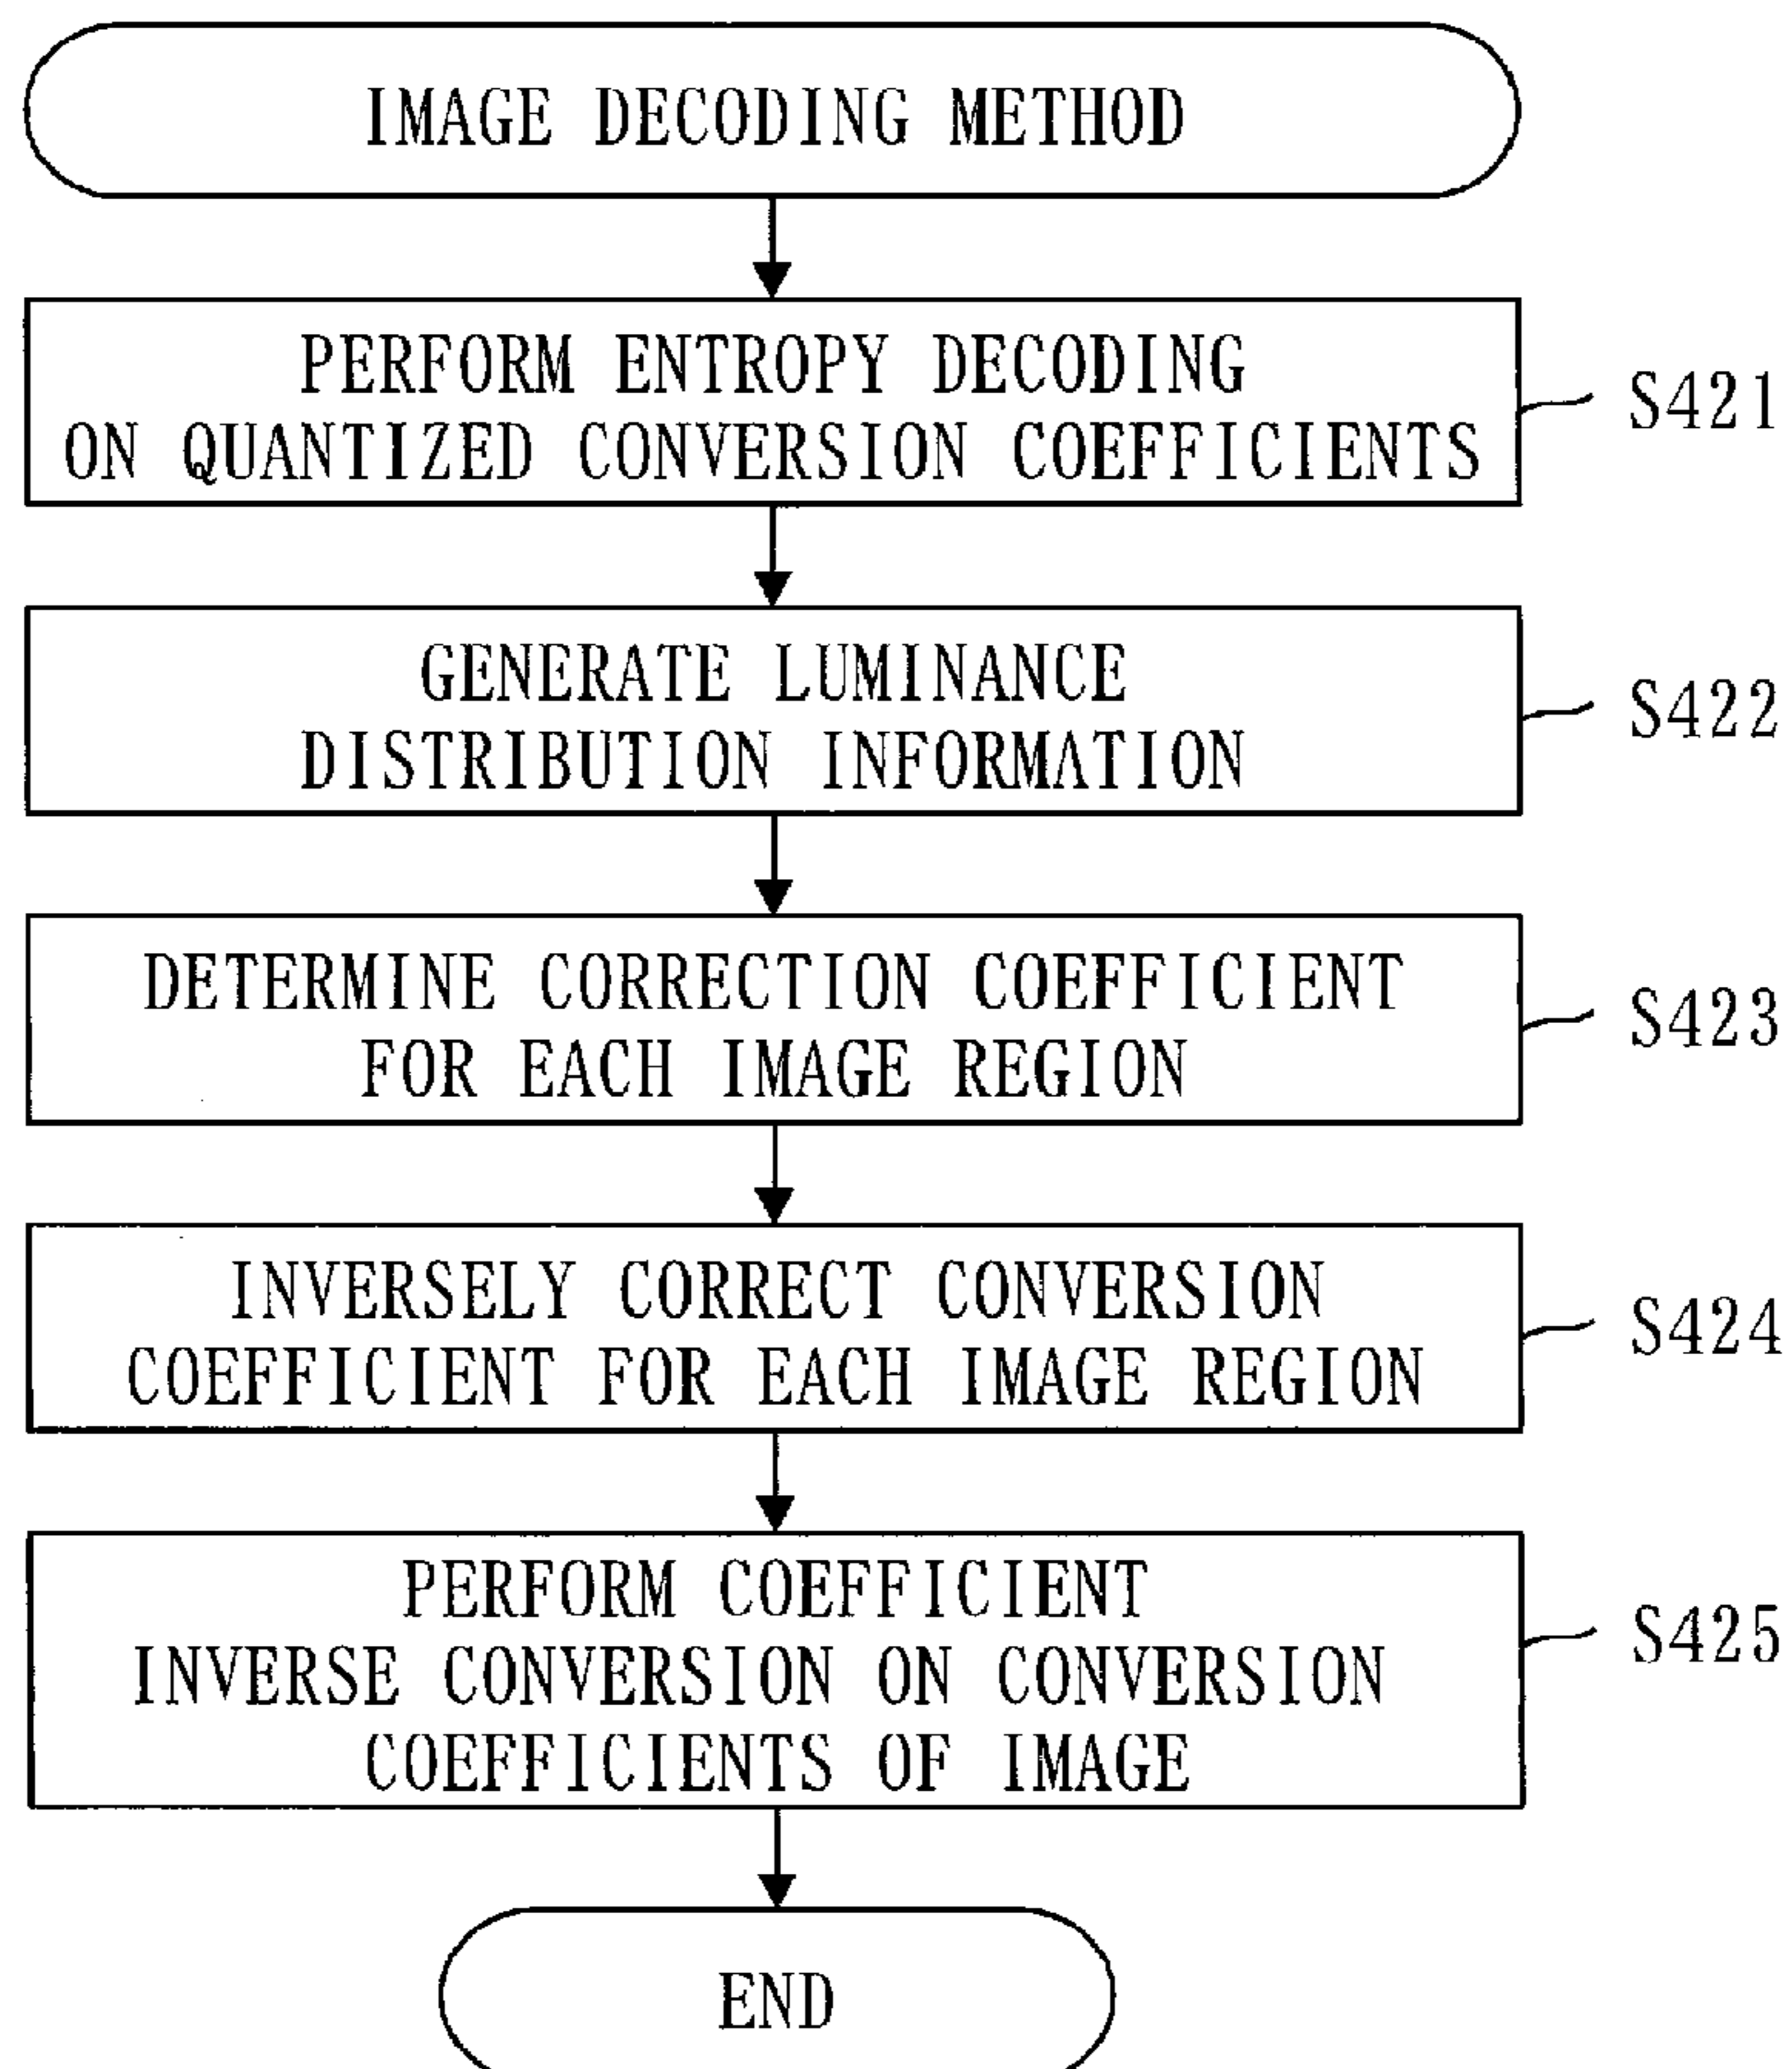 IMAGE DECODING METHOD
PERFORM ENTROPY DECODING
ON QUANTIZED CONVERSION COEFFICIENTS
S421
GENERATE LUMINANCE
DISTRIBUTION INFORMATION
S422
DETERMINE CORRECTION COEFFICIENT
FOR EACH IMAGE REGION
S423
INVERSELY CORRECT CONVERSION
COEFFICIENT FOR EACH IMAGE REGION
S424
PERFORM COEFFICIENT
INVERSE CONVERSION ON CONVERSION
COEFFICIENTS OF IMAGE
S425
END